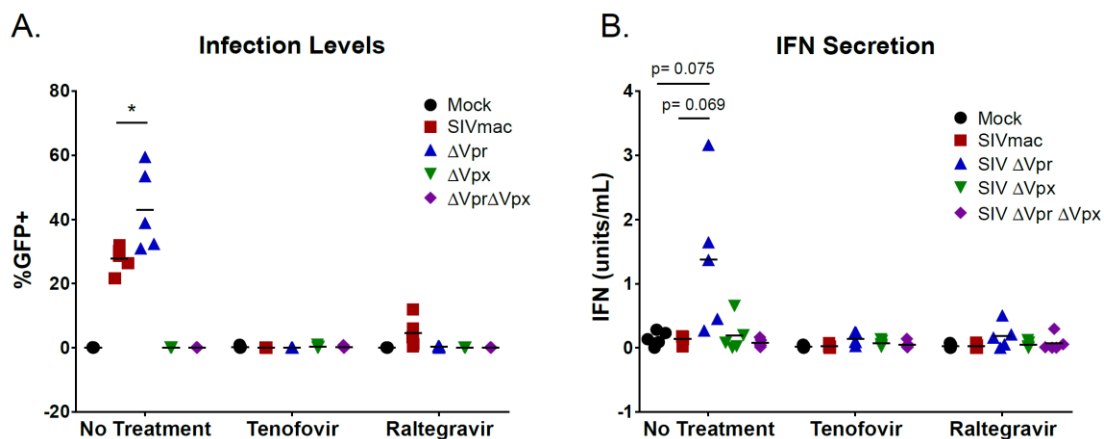 A.
Infection Levels
%GFP+
80
60
40
20
0
-20
*
Mock
SIVmac
ΔVpr
ΔVpx
ΔVprΔVpx
No Treatment
Tenofovir
Raltegravir
B.
IFN Secretion
p= 0.075
p= 0.069
IFN (units/mL)
4
3
2
1
0
-1
Mock
SIVmac
SIV ΔVpr
SIV ΔVpx
SIV ΔVpr ΔVpx
No Treatment
Tenofovir
Raltegravir